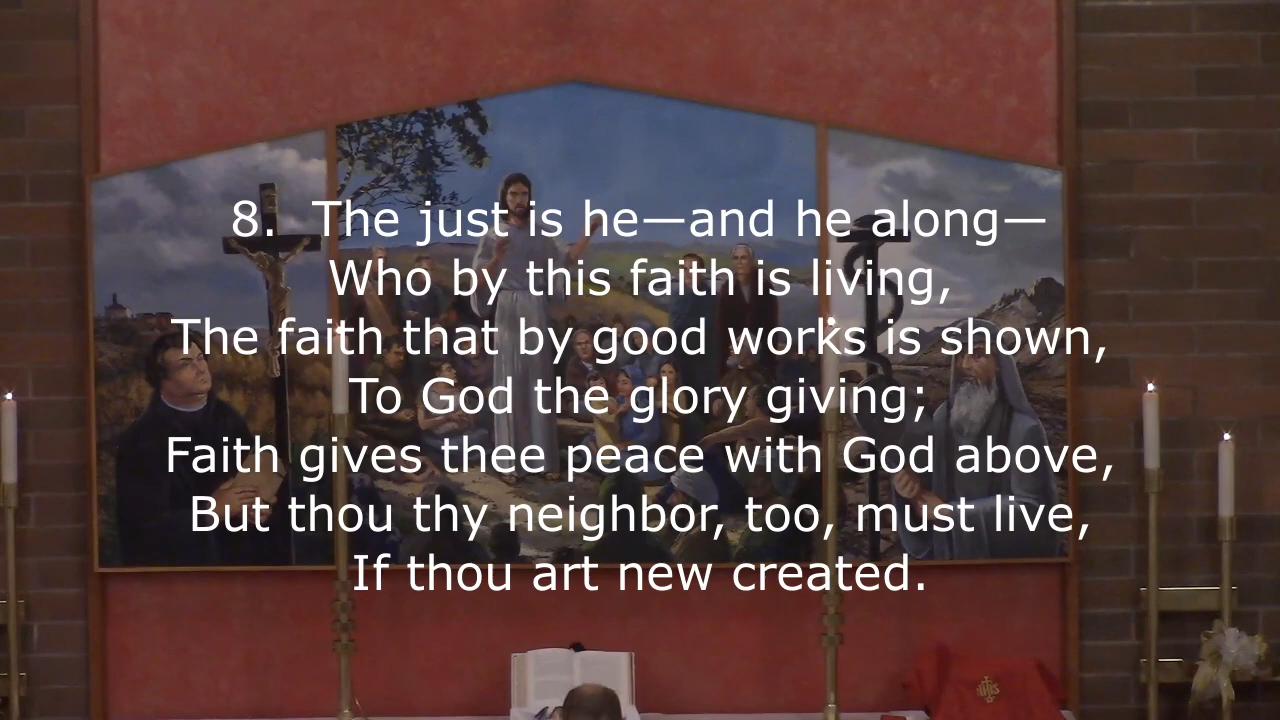 8.  The just is he—and he along—
Who by this faith is living,
The faith that by good works is shown,
To God the glory giving;
Faith gives thee peace with God above,
But thou thy neighbor, too, must live,
If thou art new created.
IHS